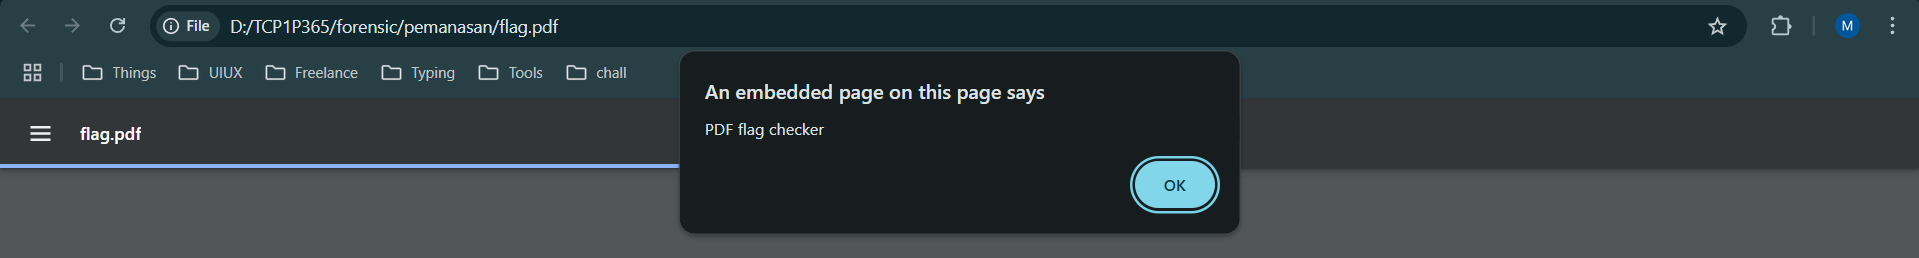 File D:/TCP1P365/forensic/pemanasan/flag.pdf M
Things UIUX Freelance Typing Tools chall
An embedded page on this page says
PDF flag checker
flag.pdf
OK